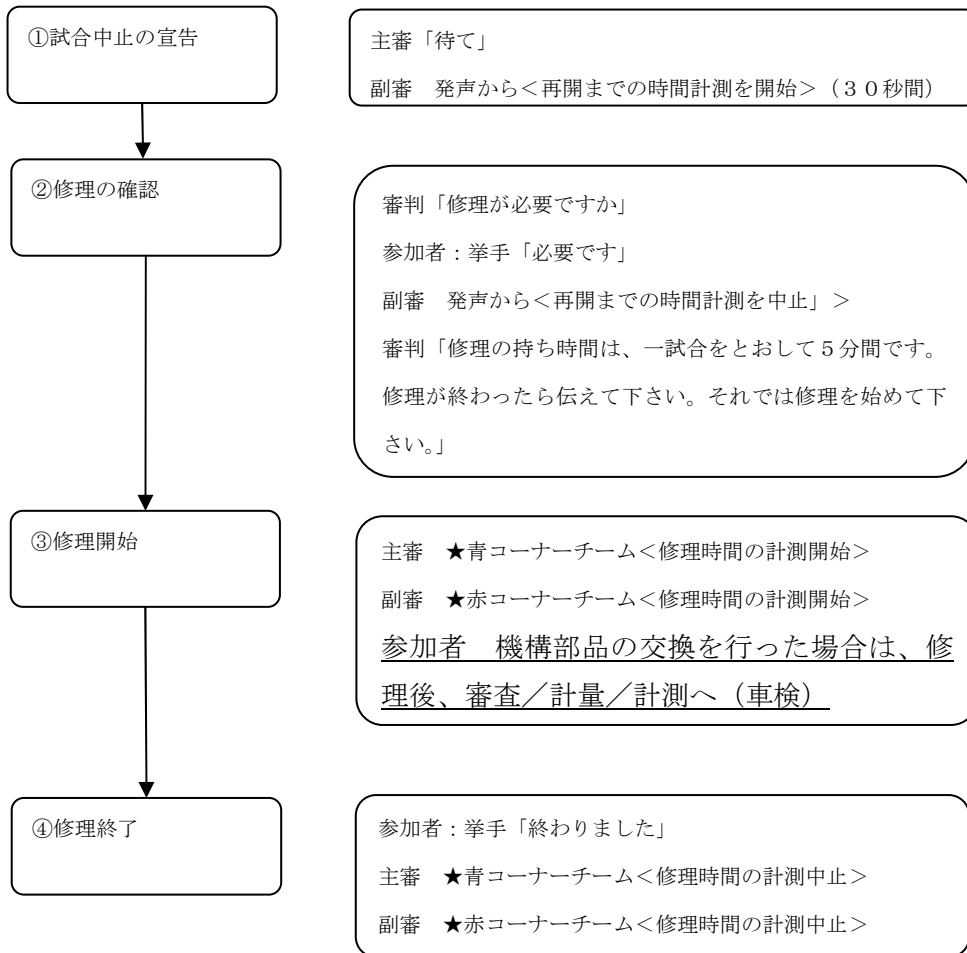 ①試合中止の宣告
主審「待て」
副審　発声から＜再開までの時間計測を開始＞（３０秒間）
②修理の確認
審判「修理が必要ですか」
参加者：挙手「必要です」
副審　発声から＜再開までの時間計測を中止」＞
審判「修理の持ち時間は、一試合をとおして５分間です。
修理が終わったら伝えて下さい。それでは修理を始めて下
さい。」
③修理開始
主審　★青コーナーチーム＜修理時間の計測開始＞
副審　★赤コーナーチーム＜修理時間の計測開始＞
参加者　機構部品の交換を行った場合は、修
理後、審査／計量／計測へ（車検）
④修理終了
参加者：挙手「終わりました」
主審　★青コーナーチーム＜修理時間の計測中止＞
副審　★赤コーナーチーム＜修理時間の計測中止＞